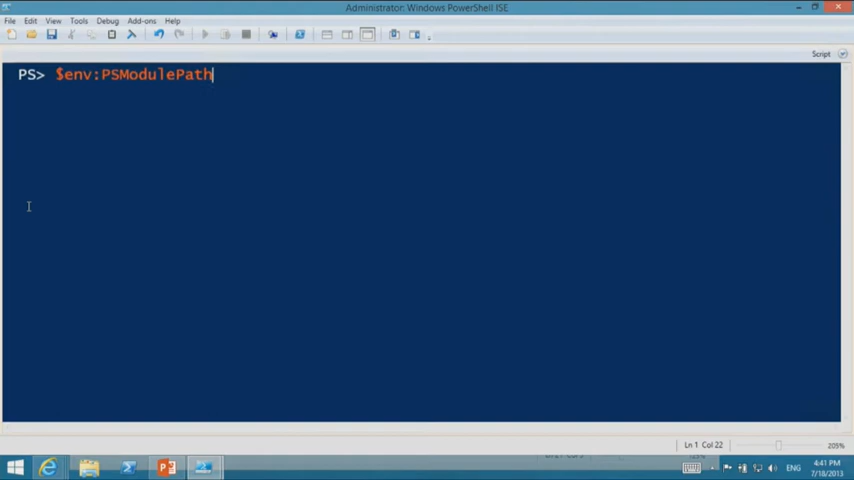 Administrator: Windows PowerShell ISE
File Edit View Tools Debug Add-ons Help
Script
PS> $env:PSModulePath
Ln 1 Col 22
205%
ENG
4:41 PM
7/18/2013